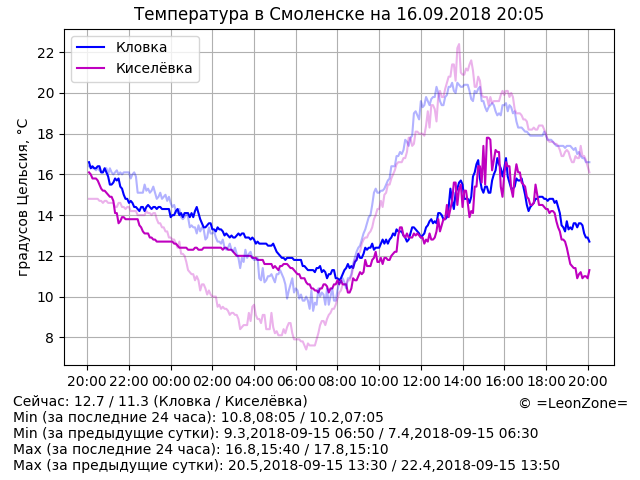 Температура в Смоленске на 16.09.2018 20:05
Кловка
Киселёвка
градусов Цельсия, °C
22
20
18
16
14
12
10
8
20:00 22:00 00:00 02:00 04:00 06:00 08:00 10:00 12:00 14:00 16:00 18:00 20:00
Сейчас: 12.7 / 11.3 (Кловка / Киселёвка)
© =LeonZone=
Min (за последние 24 часа): 10.8,08:05 / 10.2,07:05
Min (за предыдущие сутки): 9.3,2018-09-15 06:50 / 7.4,2018-09-15 06:30
Max (за последние 24 часа): 16.8,15:40 / 17.8,15:10
Max (за предыдущие сутки): 20.5,2018-09-15 13:30 / 22.4,2018-09-15 13:50